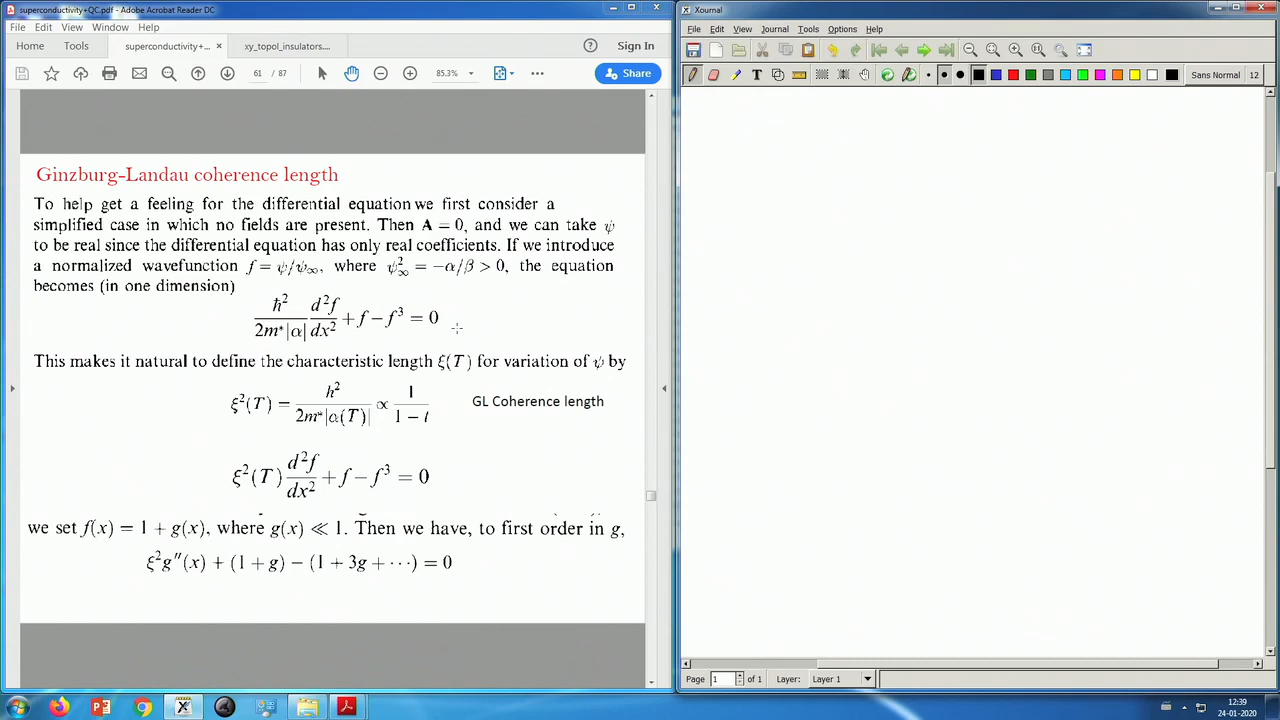 superconductivity+QC.pdf - Adobe Acrobat Reader DC
File Edit View Window Help
Home Tools superconductivity+... × xy_topol_insulators.... Sign In
61 / 87 85.3% Share
Ginzburg-Landau coherence length
To help get a feeling for the differential equation we first consider a
simplified case in which no fields are present. Then A = 0, and we can take ψ
to be real since the differential equation has only real coefficients. If we introduce
a normalized wavefunction f = ψ/ψ∞, where ψ∞² = −α/β > 0, the equation
becomes (in one dimension)
ħ²/2m*|α| d²f/dx² + f − f³ = 0
This makes it natural to define the characteristic length ξ(T) for variation of ψ by
ξ²(T) = ħ²/2m*|α(T)| ∝ 1/1 − t GL Coherence length
ξ²(T) d²f/dx² + f − f³ = 0
we set f(x) = 1 + g(x), where g(x) ≪ 1. Then we have, to first order in g,
ξ²g″(x) + (1 + g) − (1 + 3g + ⋯) = 0
Xournal
File Edit View Journal Tools Options Help
Sans Normal 12
Page 1 of 1 Layer: Layer 1
12:39
24-01-2020